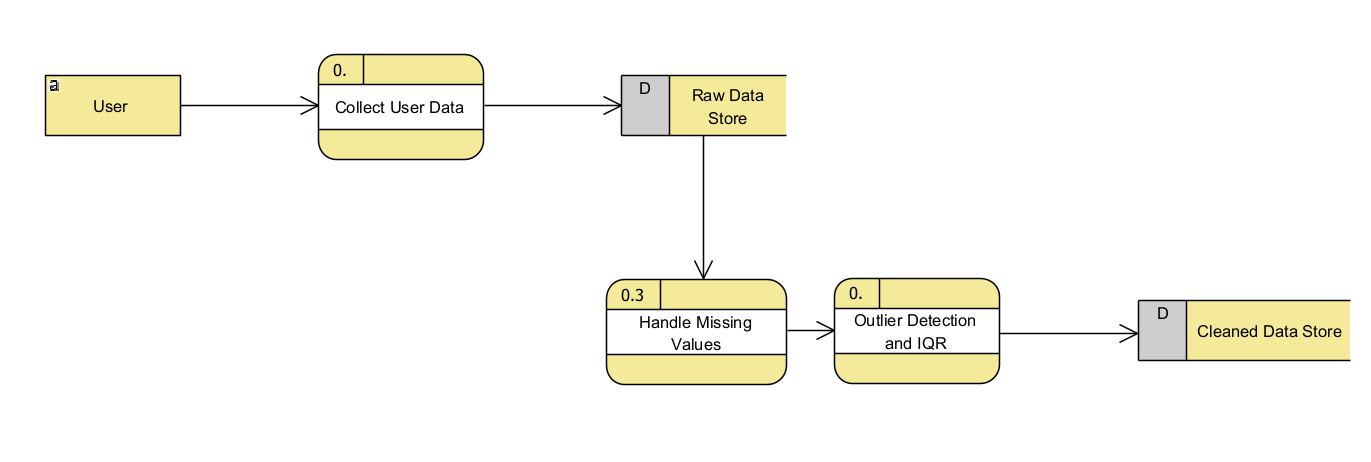 a
User
0.
Collect User Data
D
Raw Data
Store
0.3
Handle Missing
Values
0.
Outlier Detection
and IQR
D
Cleaned Data Store